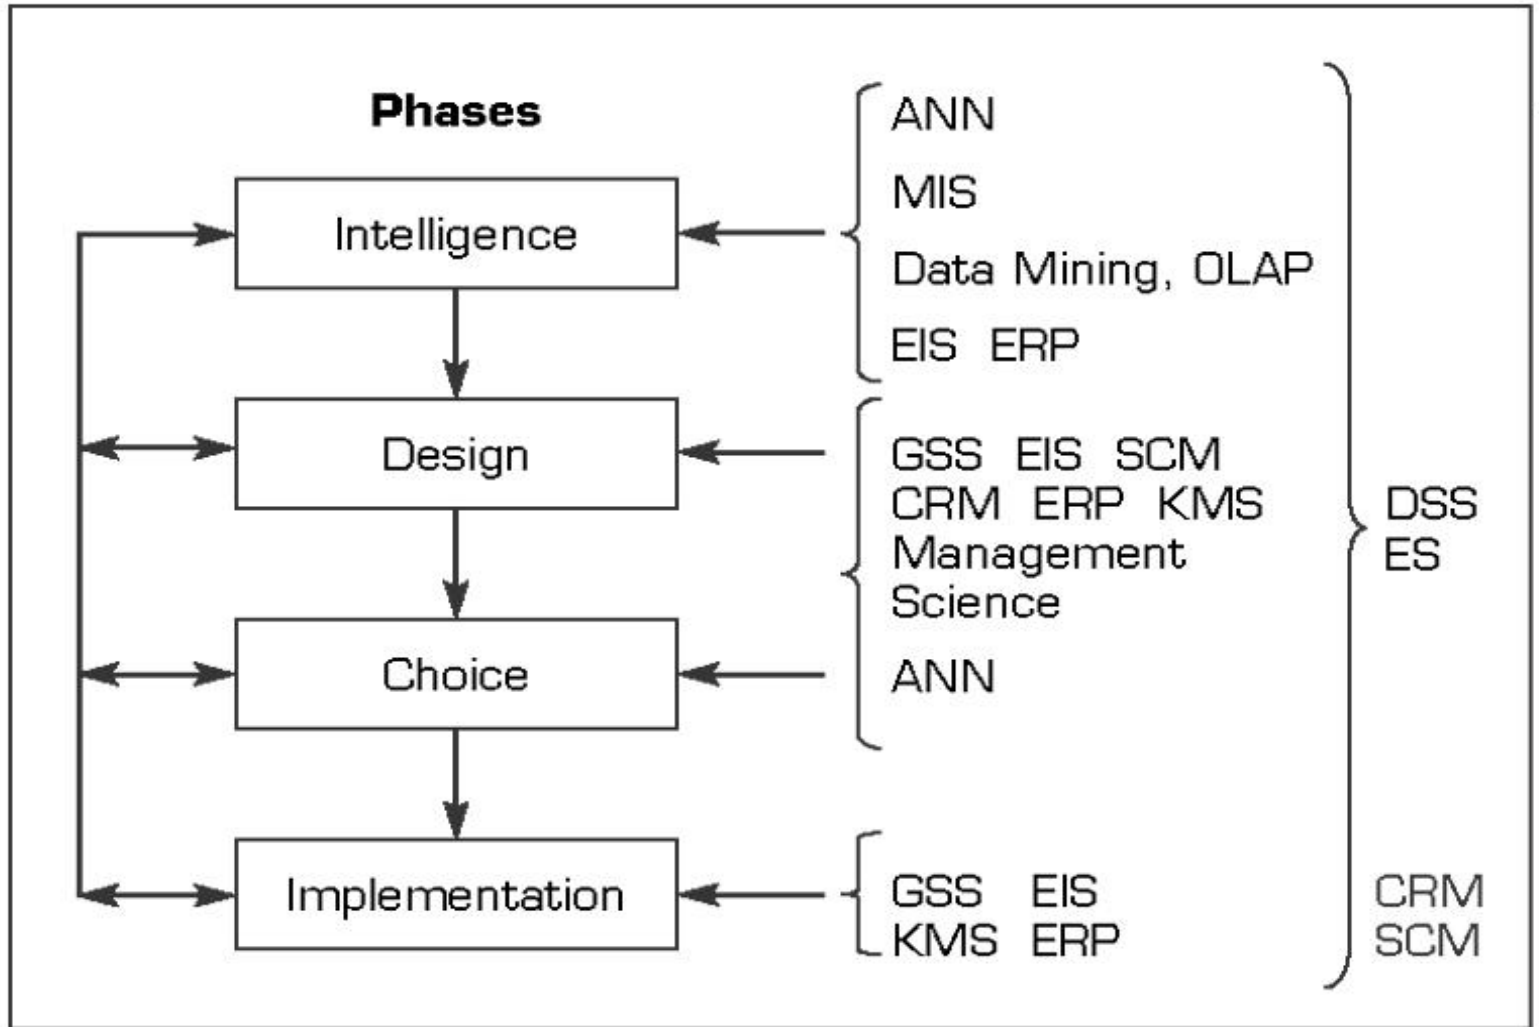 Phases
Intelligence
Design
Choice
Implementation
ANN
MIS
Data Mining, OLAP
EIS ERP
GSS EIS SCM
CRM ERP KMS
Management
Science
ANN
GSS EIS
KMS ERP
DSS
ES
CRM
SCM